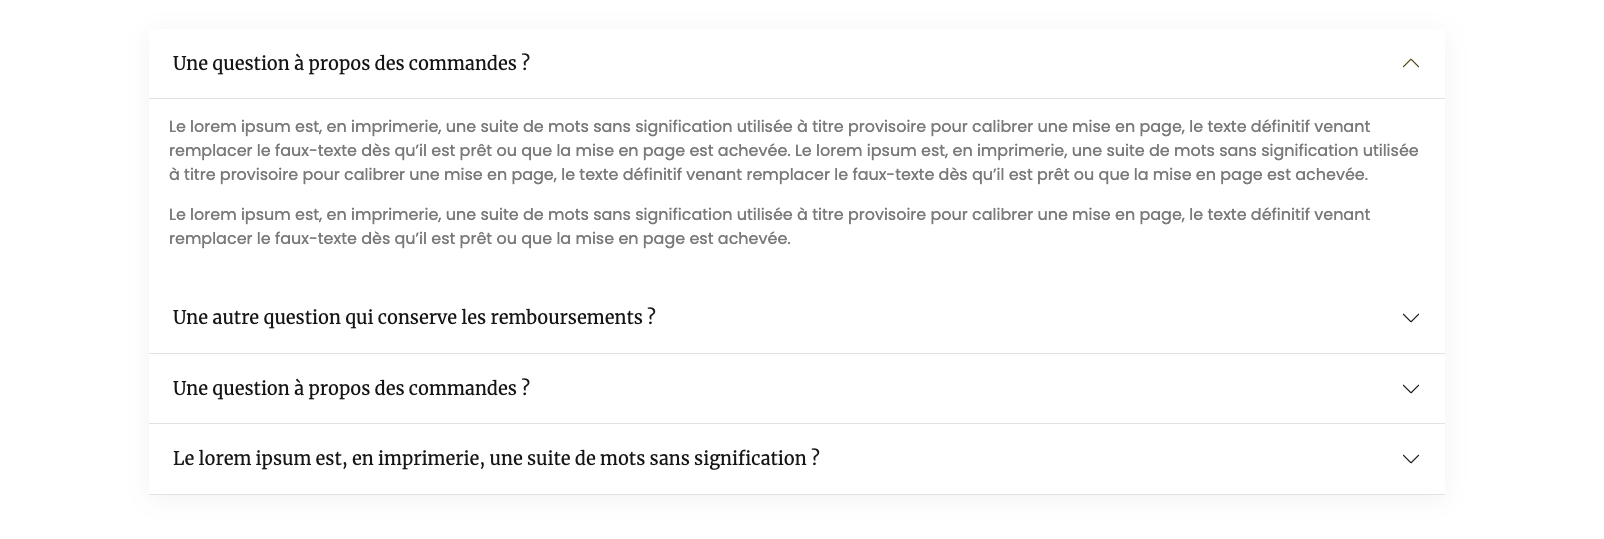 Une question à propos des commandes ?
Le lorem ipsum est, en imprimerie, une suite de mots sans signification utilisée à titre provisoire pour calibrer une mise en page, le texte définitif venant
remplacer le faux-texte dès qu’il est prêt ou que la mise en page est achevée. Le lorem ipsum est, en imprimerie, une suite de mots sans signification utilisée
à titre provisoire pour calibrer une mise en page, le texte définitif venant remplacer le faux-texte dès qu’il est prêt ou que la mise en page est achevée.
Le lorem ipsum est, en imprimerie, une suite de mots sans signification utilisée à titre provisoire pour calibrer une mise en page, le texte définitif venant
remplacer le faux-texte dès qu’il est prêt ou que la mise en page est achevée.
Une autre question qui conserve les remboursements ?
Une question à propos des commandes ?
Le lorem ipsum est, en imprimerie, une suite de mots sans signification ?